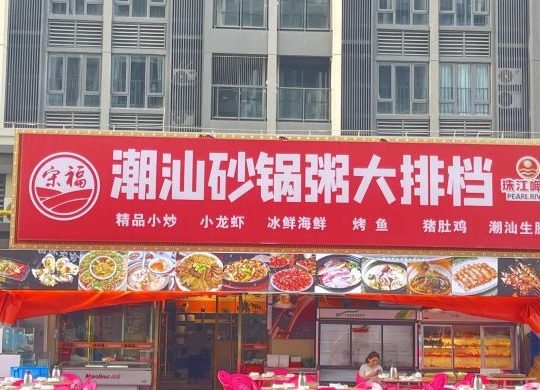 宗福
潮汕砂锅粥大排档
珠江啤
PEARL RIV
精品小炒 小龙虾 冰鲜海鲜 烤鱼 猪肚鸡 潮汕生腌